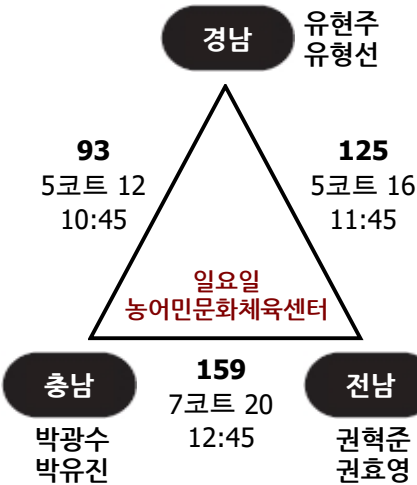 경남
유현주
유형선
93
5코트 12
10:45
125
5코트 16
11:45
일요일
농어민문화체육센터
충남
박광수
박유진
159
7코트 20
12:45
전남
권혁준
권효영